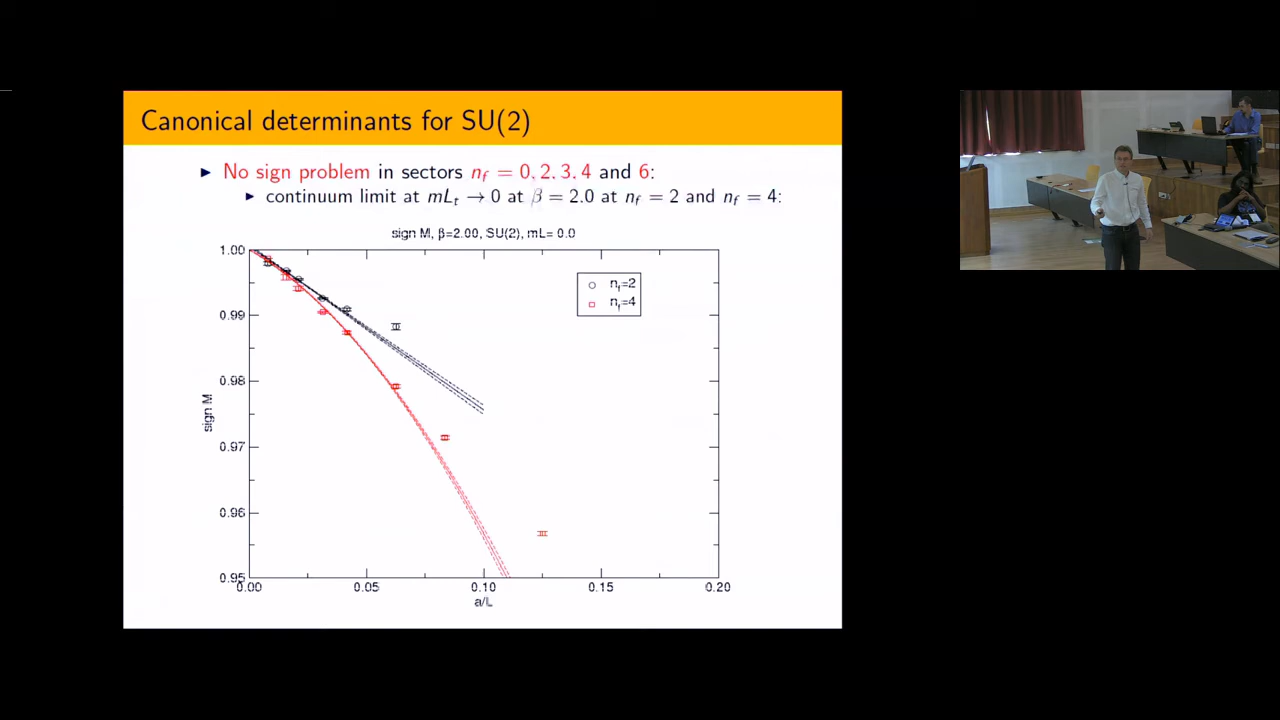 Canonical determinants for SU(2)
No sign problem in sectors n_f = 0, 2, 3, 4 and 6:
continuum limit at mL_t → 0 at β = 2.0 at n_f = 2 and n_f = 4:
sign M, β=2.00, SU(2), mL= 0.0
1.00
0.99
0.98
0.97
0.96
0.95
sign M
n_f=2
n_f=4
0.00 0.05 0.10 0.15 0.20
a/L